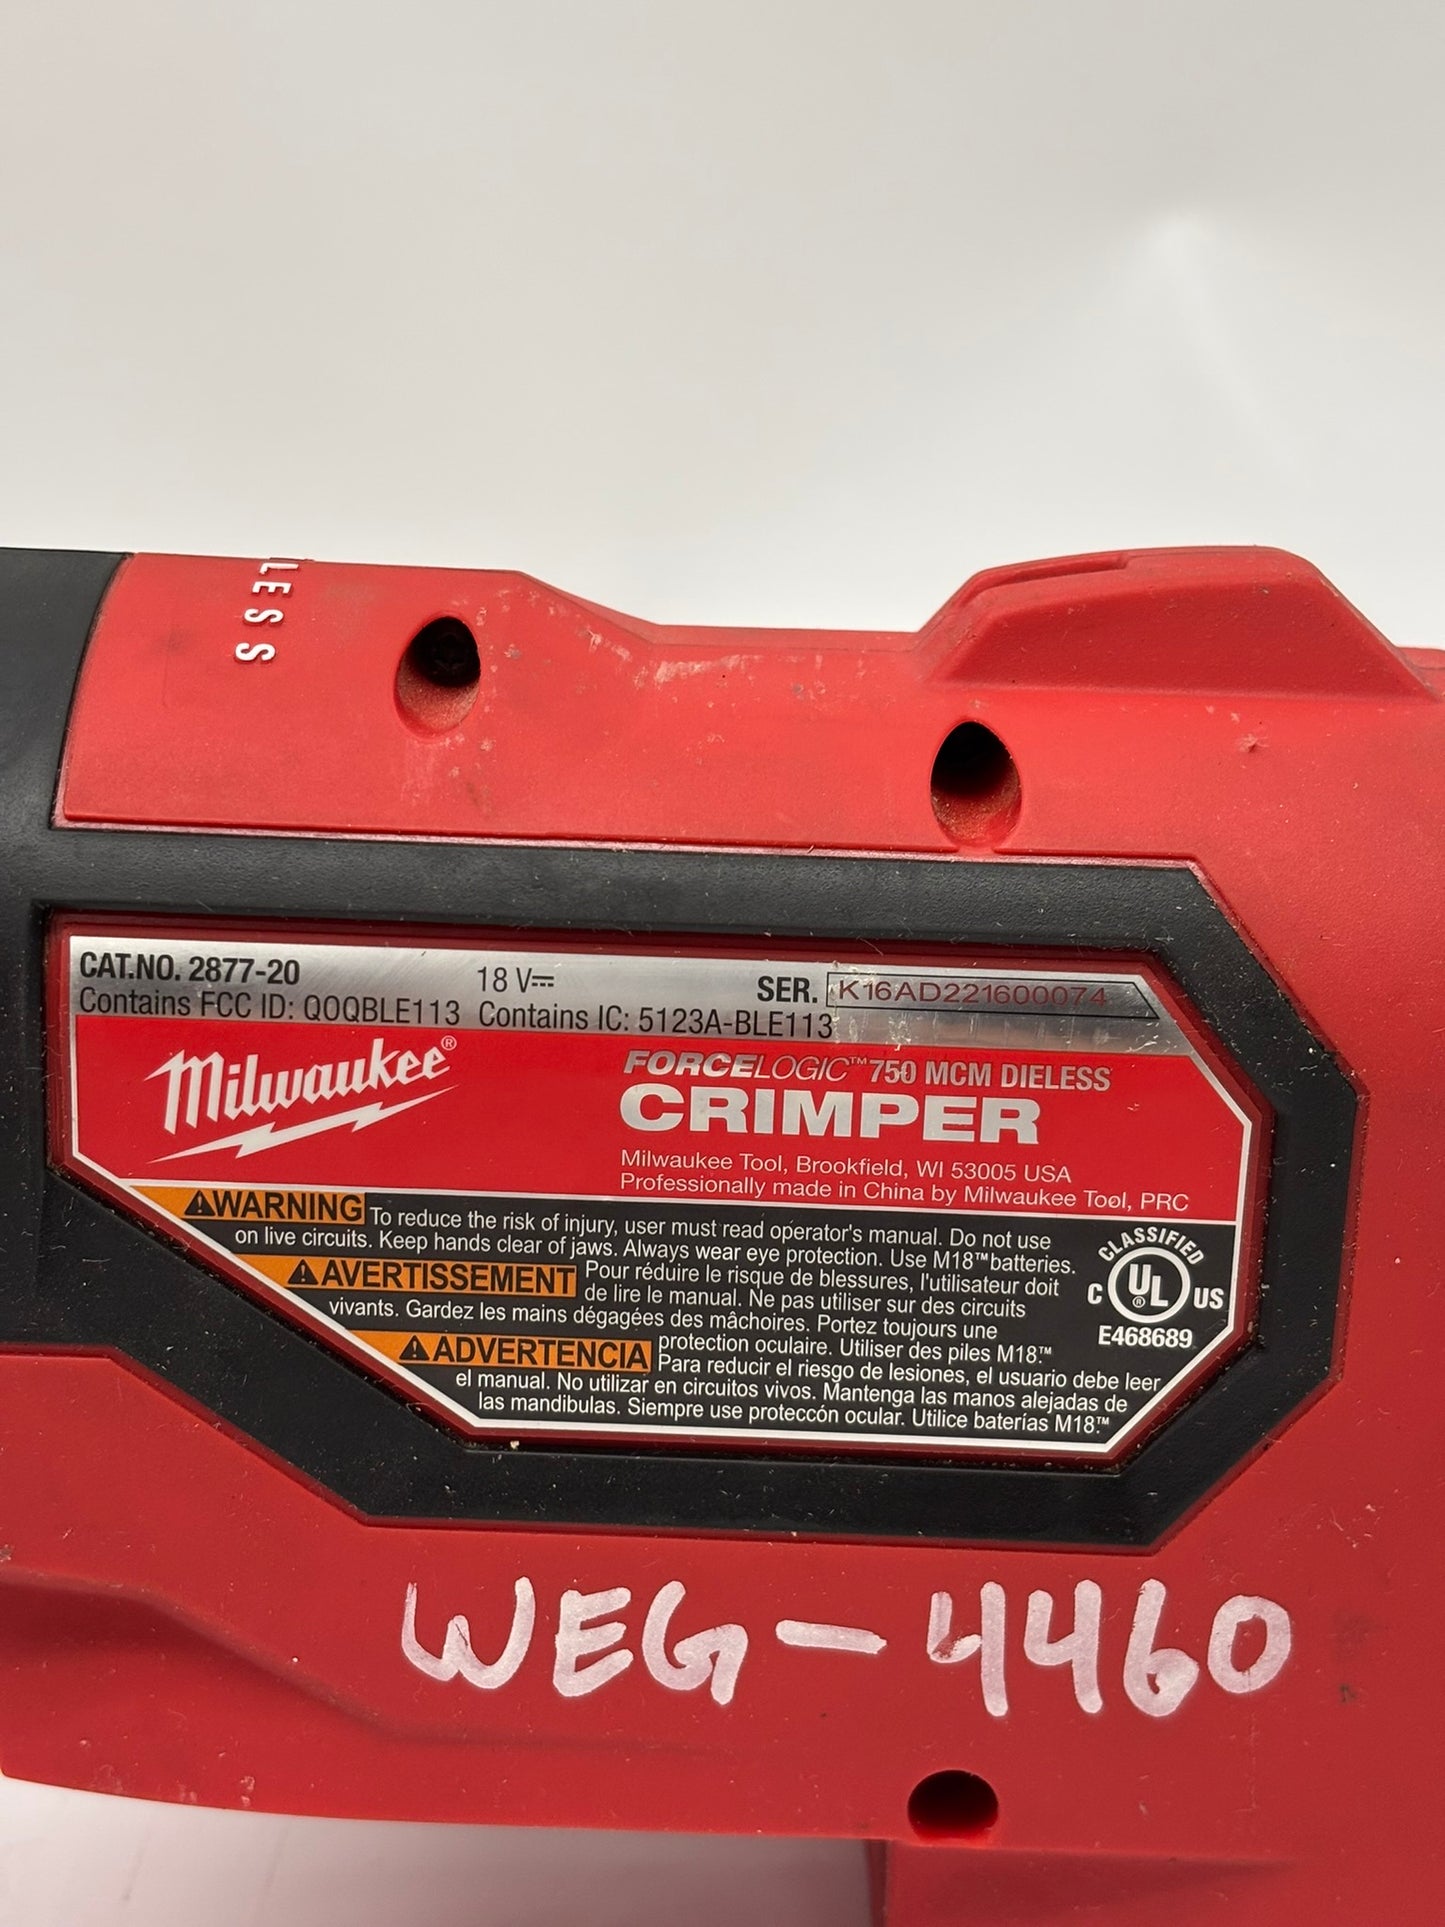 LESS
CAT.NO. 2877-20 18 V⎓ SER. K16AD221600074
Contains FCC ID: QOQBLE113 Contains IC: 5123A-BLE113
Milwaukee®
FORCELOGIC™ 750 MCM DIELESS
CRIMPER
Milwaukee Tool, Brookfield, WI 53005 USA
Professionally made in China by Milwaukee Tool, PRC
⚠WARNING To reduce the risk of injury, user must read operator's manual. Do not use
on live circuits. Keep hands clear of jaws. Always wear eye protection. Use M18™ batteries.
⚠AVERTISSEMENT Pour réduire le risque de blessures, l'utilisateur doit
de lire le manual. Ne pas utiliser sur des circuits
vivants. Gardez les mains dégagées des mâchoires. Portez toujours une
protection oculaire. Utiliser des piles M18™.
⚠ADVERTENCIA Para reducir el riesgo de lesiones, el usuario debe leer
el manual. No utilizar en circuitos vivos. Mantenga las manos alejadas de
las mandibulas. Siempre use proteccón ocular. Utilice baterías M18™.
CLASSIFIED
C UL® US
E468689
WEG-4460